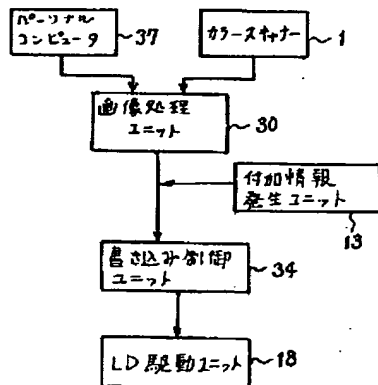 パーソナル
コンピュータ
37
カラースキャナー
1
画像処理
ユニット
30
付加情報
発生ユニット
13
書き込み制御
ユニット
34
LD駆動ユニット
18